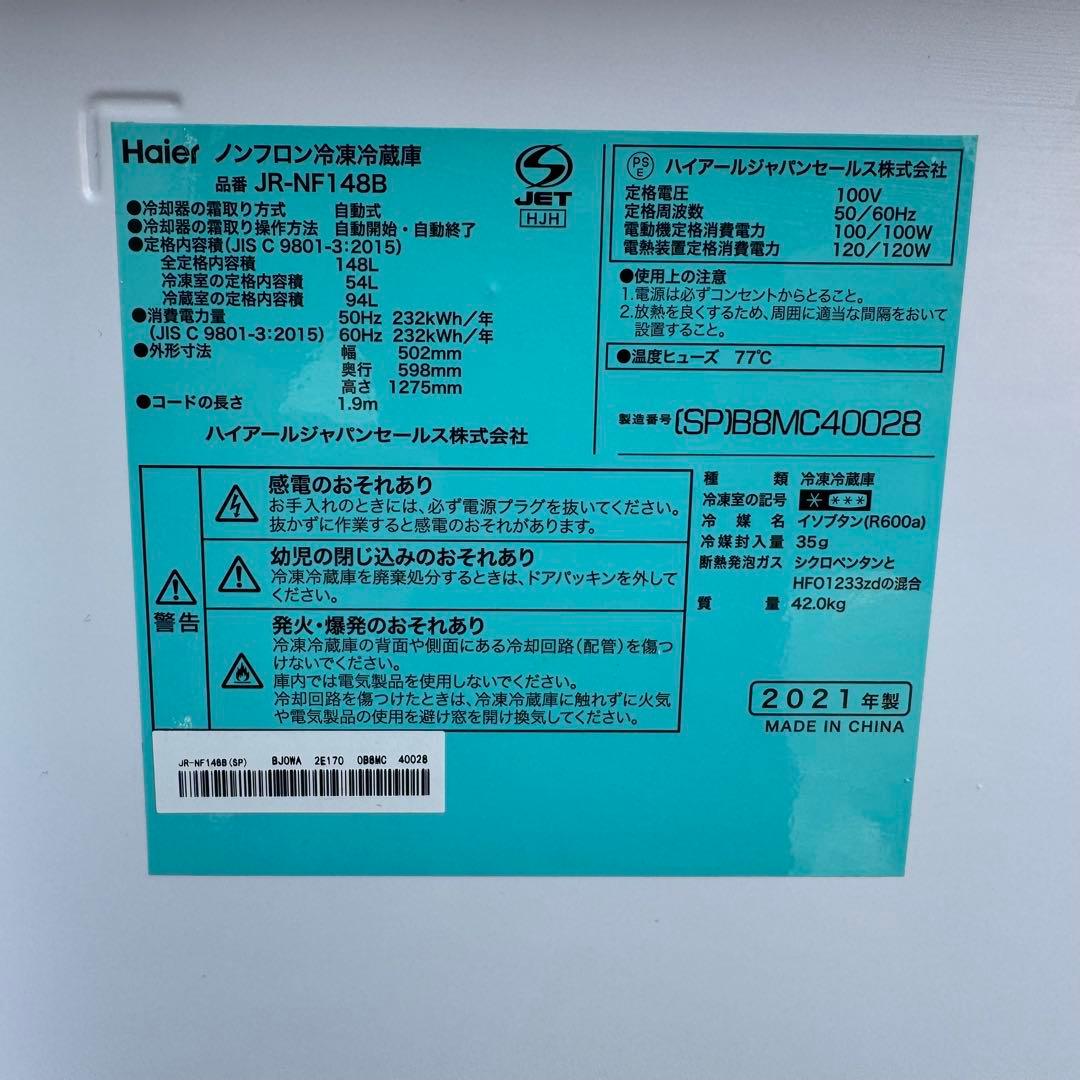 Haier ノンフロン冷凍冷蔵庫
品番 JR-NF148B
●冷却器の霜取り方式 自動式
●冷却器の霜取り操作方法 自動開始・自動終了
●定格内容積(JIS C 9801-3:2015)
全定格内容積 148L
冷凍室の定格内容積 54L
冷蔵室の定格内容積 94L
●消費電力量 50Hz 232kWh/年
(JIS C 9801-3:2015) 60Hz 232kWh/年
●外形寸法 幅 502mm
奥行 598mm
高さ 1275mm
●コードの長さ 1.9m
ハイアールジャパンセールス株式会社
S
JET
HJH
PS
E
ハイアールジャパンセールス株式会社
定格電圧 100V
定格周波数 50/60Hz
電動機定格消費電力 100/100W
電熱装置定格消費電力 120/120W
●使用上の注意
1.電源は必ずコンセントからとること。
2.放熱を良くするため、周囲に適当な間隔をおいて
設置すること。
●温度ヒューズ 77℃
製造番号 (SP)B8MC40028
警告
感電のおそれあり
お手入れのときには、必ず電源プラグを抜いてください。
抜かずに作業すると感電のおそれがあります。
幼児の閉じ込みのおそれあり
冷凍冷蔵庫を廃棄処分するときは、ドアパッキンを外して
ください。
発火・爆発のおそれあり
冷凍冷蔵庫の背面や側面にある冷却回路(配管)を傷つ
けないでください。
庫内では電気製品を使用しないでください。
冷却回路を傷つけたときは、冷凍冷蔵庫に触れずに火気
や電気製品の使用を避け窓を開け換気してください。
種類 冷凍冷蔵庫
冷凍室の記号 * ***
冷媒名 イソブタン(R600a)
冷媒封入量 35g
断熱発泡ガス シクロペンタンと
HFO1233zdの混合
質量 42.0kg
2021年製
MADE IN CHINA
JR-NF148B(SP) BJ0WA 2E170 0B8MC 40028